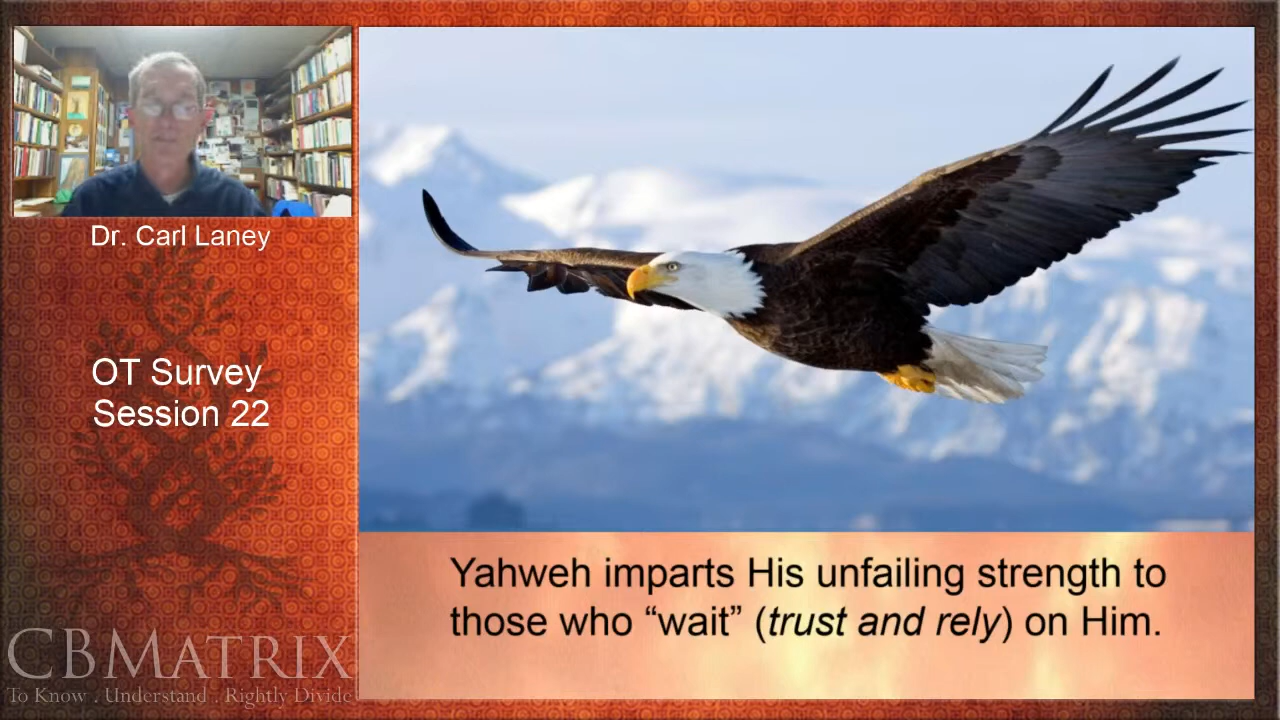 Dr. Carl Laney
OT Survey
Session 22
CBMATRIX
To Know . Understand . Rightly Divide
Yahweh imparts His unfailing strength to
those who “wait” (trust and rely) on Him.